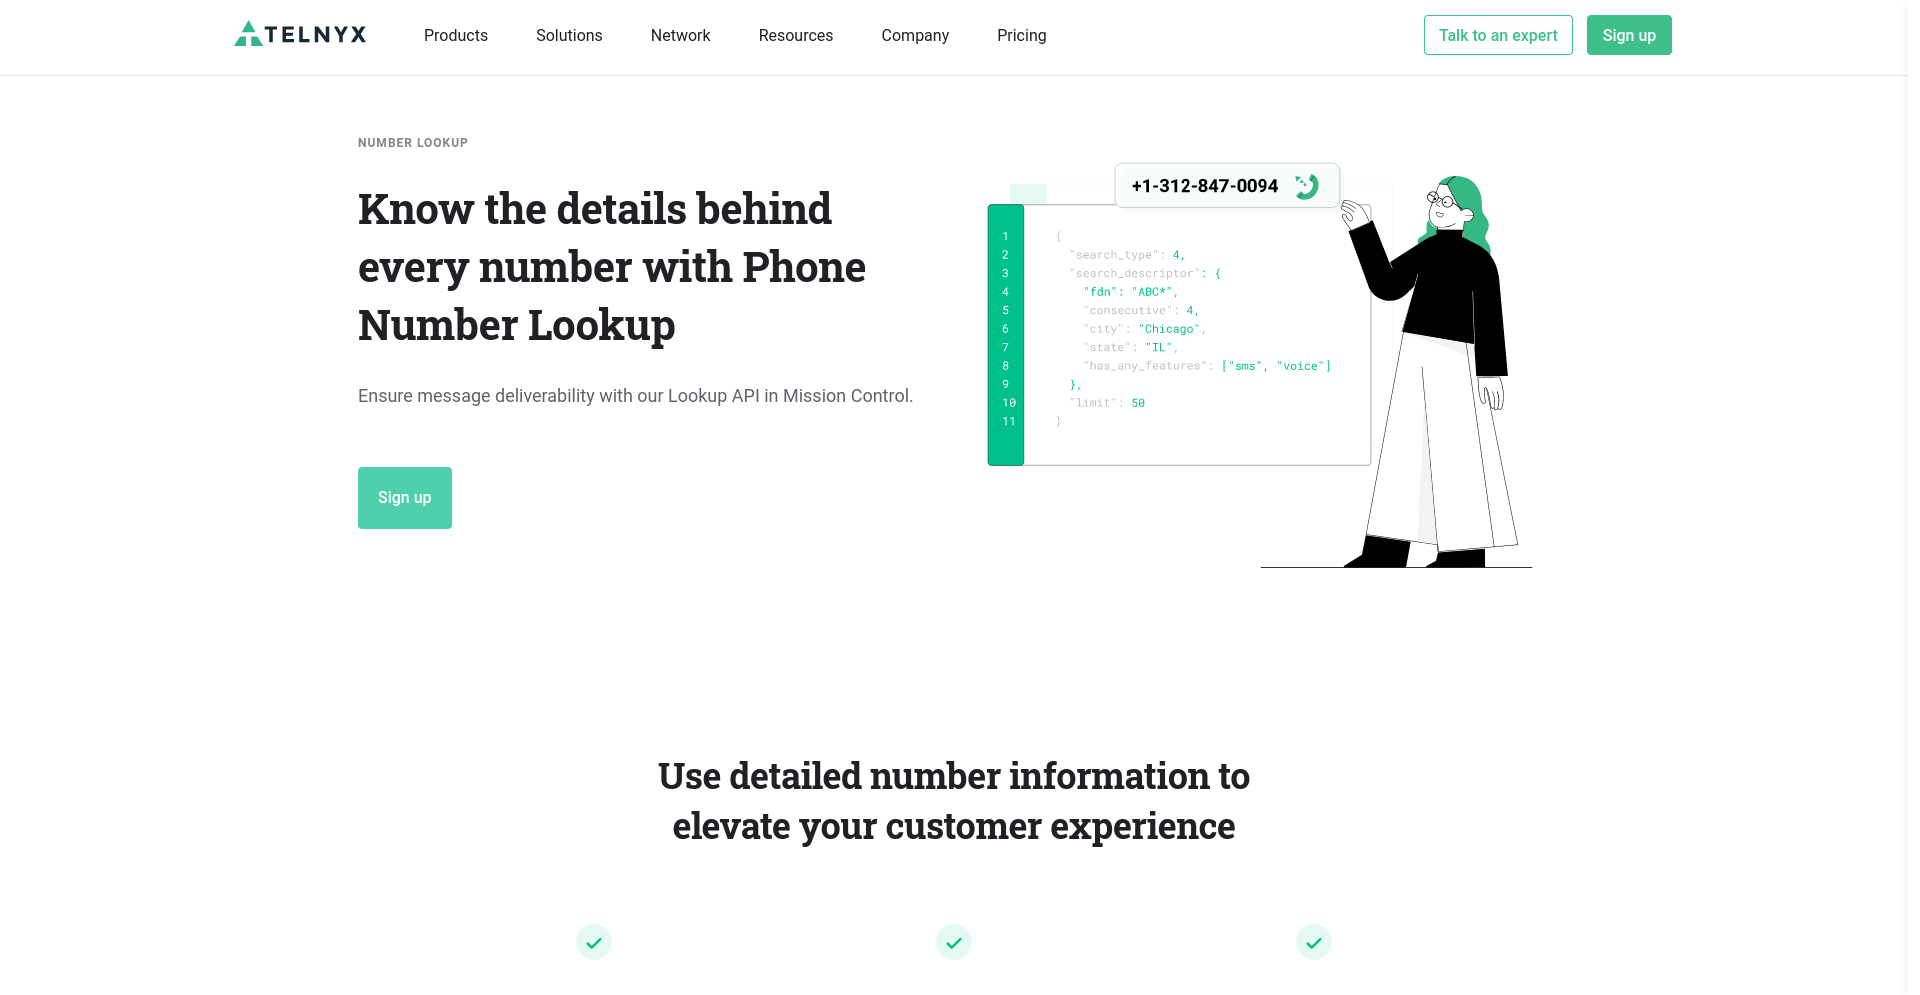 TELNYX
Products
Solutions
Network
Resources
Company
Pricing
Talk to an expert
Sign up
NUMBER LOOKUP
Know the details behind
every number with Phone
Number Lookup
Ensure message deliverability with our Lookup API in Mission Control.
Sign up
+1-312-847-0094
1 {
2 "search_type": 4,
3 "search_descriptor": {
4 "fdn": "ABC*",
5 "consecutive": 4,
6 "city": "Chicago",
7 "state": "IL",
8 "has_any_features": ["sms", "voice"]
9 },
10 "limit": 50
11 }
Use detailed number information to
elevate your customer experience